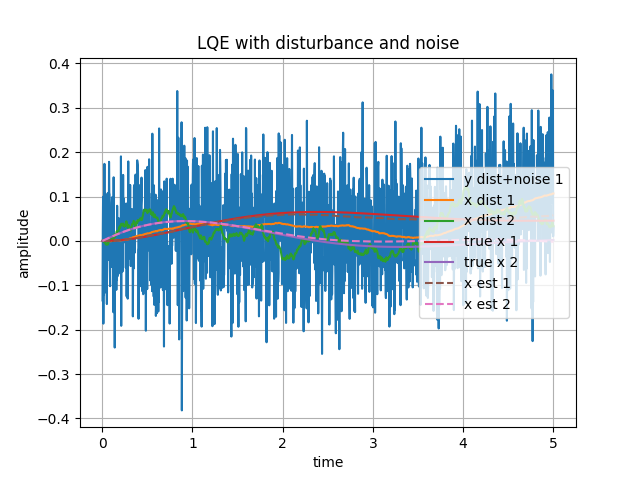 LQE with disturbance and noise
0.4
0.3
0.2
0.1
0.0
−0.1
−0.2
−0.3
−0.4
amplitude
y dist+noise 1
x dist 1
x dist 2
true x 1
true x 2
x est 1
x est 2
0 1 2 3 4 5
time